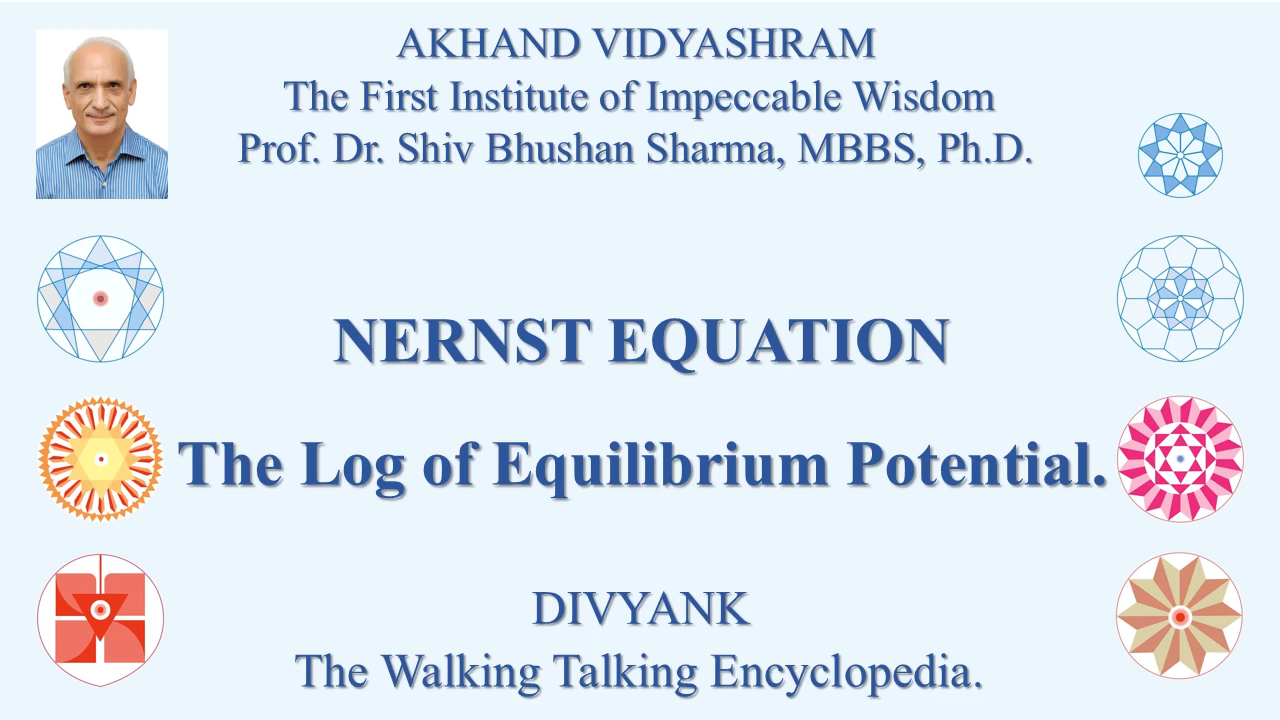 AKHAND VIDYASHRAM
The First Institute of Impeccable Wisdom
Prof. Dr. Shiv Bhushan Sharma, MBBS, Ph.D.
NERNST EQUATION
The Log of Equilibrium Potential.
DIVYANK
The Walking Talking Encyclopedia.